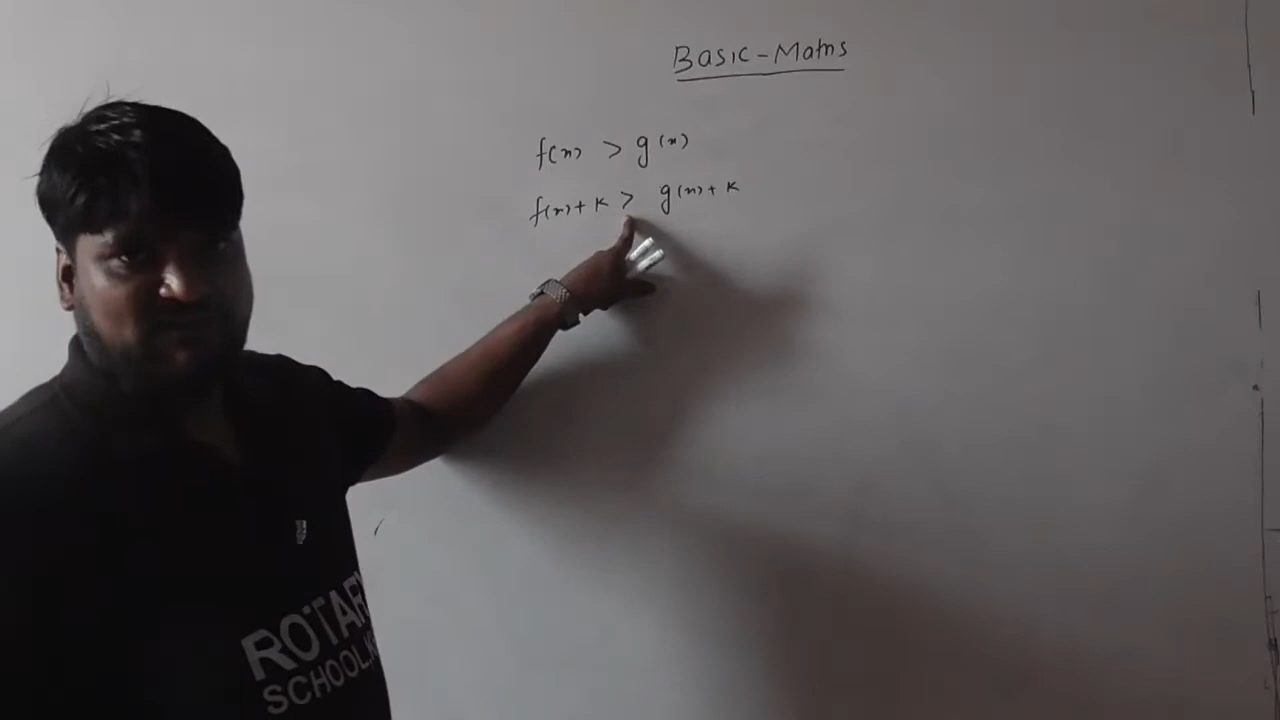 Basic-Maths
f(x) > g(x)
f(x)+k > g(x)+k
ROTARY
SCHOOL,K